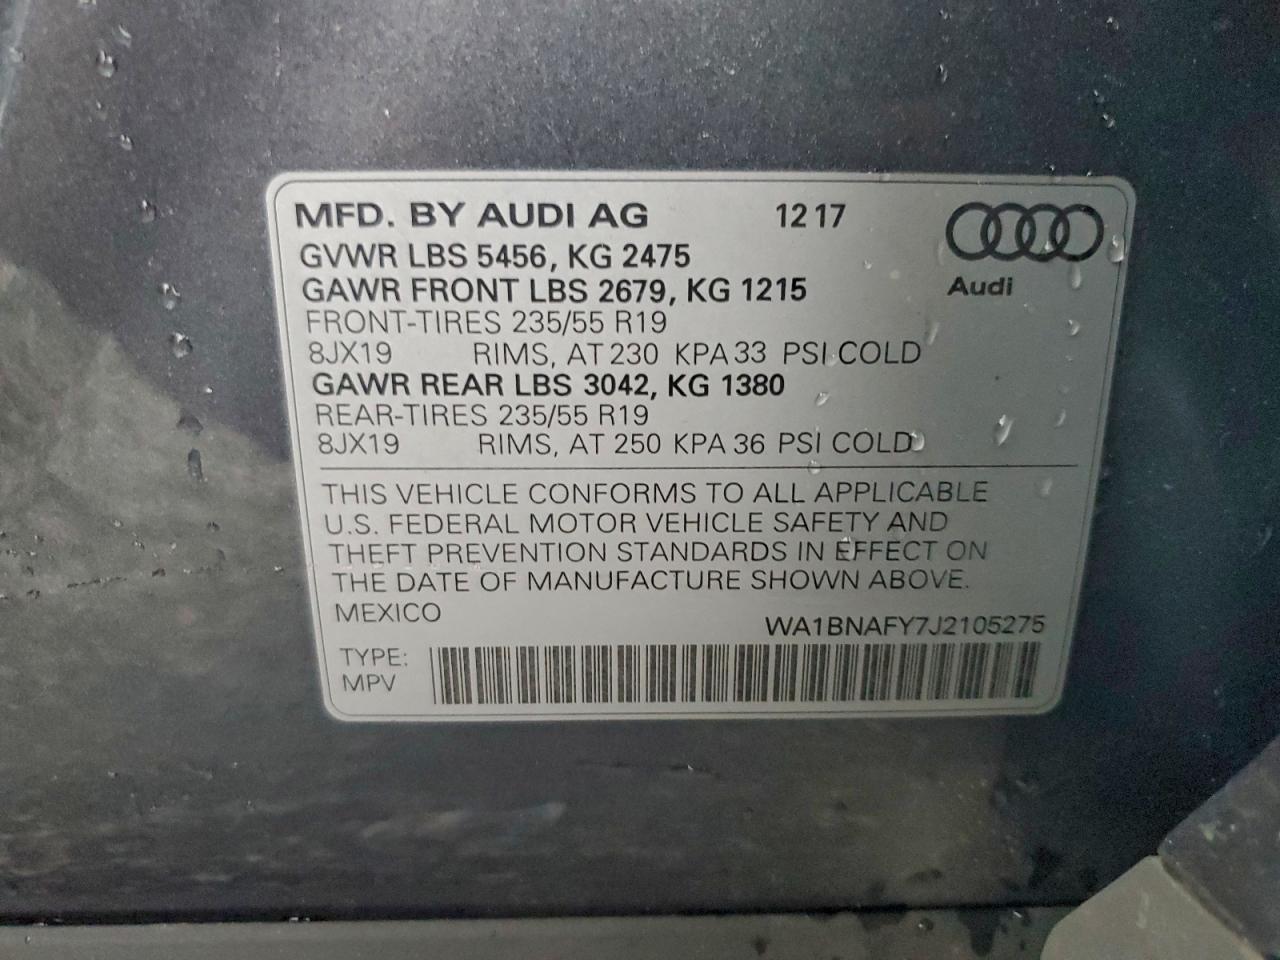 MFD. BY AUDI AG 12 17
GVWR LBS 5456, KG 2475
GAWR FRONT LBS 2679, KG 1215
Audi
FRONT-TIRES 235/55 R19
8JX19 RIMS, AT 230 KPA 33 PSI COLD
GAWR REAR LBS 3042, KG 1380
REAR-TIRES 235/55 R19
8JX19 RIMS, AT 250 KPA 36 PSI COLD
THIS VEHICLE CONFORMS TO ALL APPLICABLE
U.S. FEDERAL MOTOR VEHICLE SAFETY AND
THEFT PREVENTION STANDARDS IN EFFECT ON
THE DATE OF MANUFACTURE SHOWN ABOVE.
MEXICO
WA1BNAFY7J2105275
TYPE:
MPV